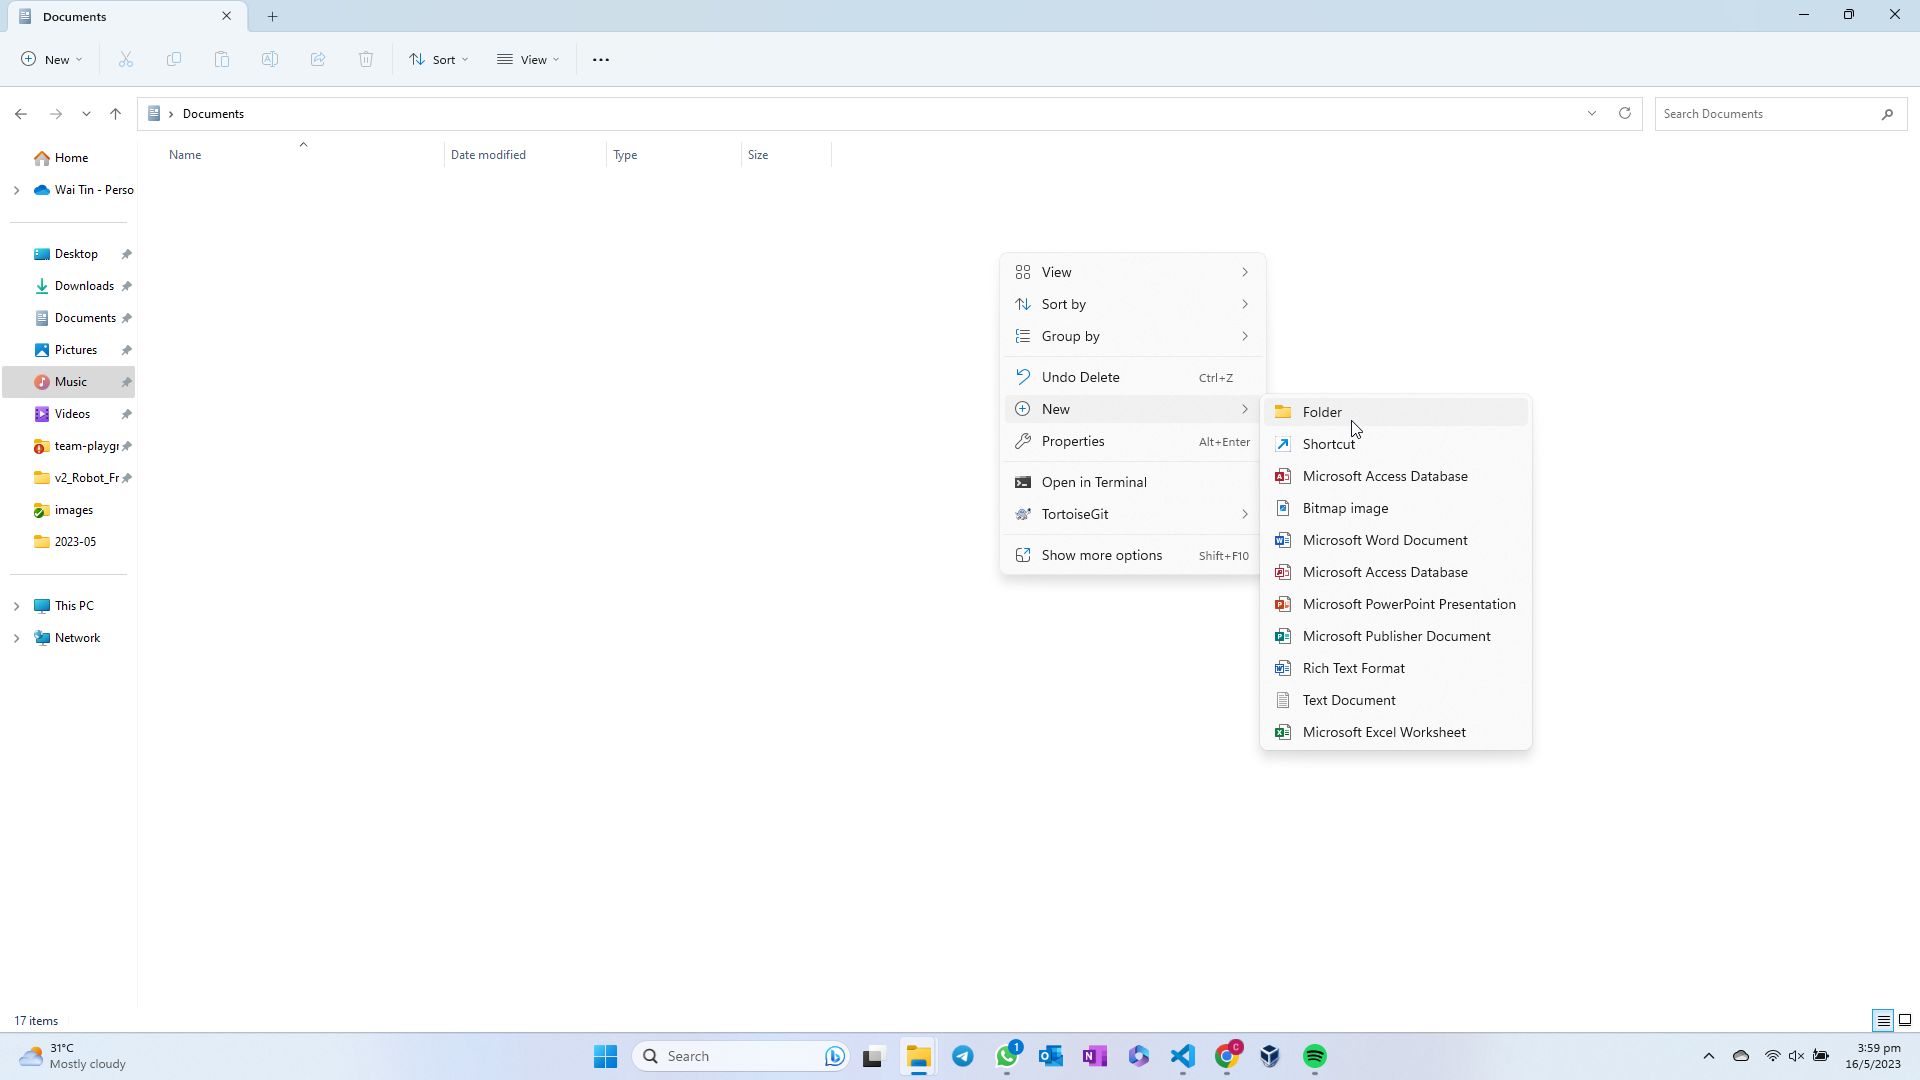 Documents
New
Sort
View
Documents
Search Documents
Name
Date modified
Type
Size
Home
Wai Tin - Perso
Desktop
Downloads
Documents
Pictures
Music
Videos
team-playgr
v2_Robot_Fr
images
2023-05
This PC
Network
View
Sort by
Group by
Undo Delete Ctrl+Z
New
Properties Alt+Enter
Open in Terminal
TortoiseGit
Show more options Shift+F10
Folder
Shortcut
Microsoft Access Database
Bitmap image
Microsoft Word Document
Microsoft Access Database
Microsoft PowerPoint Presentation
Microsoft Publisher Document
Rich Text Format
Text Document
Microsoft Excel Worksheet
17 items
31°C
Mostly cloudy
Search
1
C
3:59 pm
16/5/2023